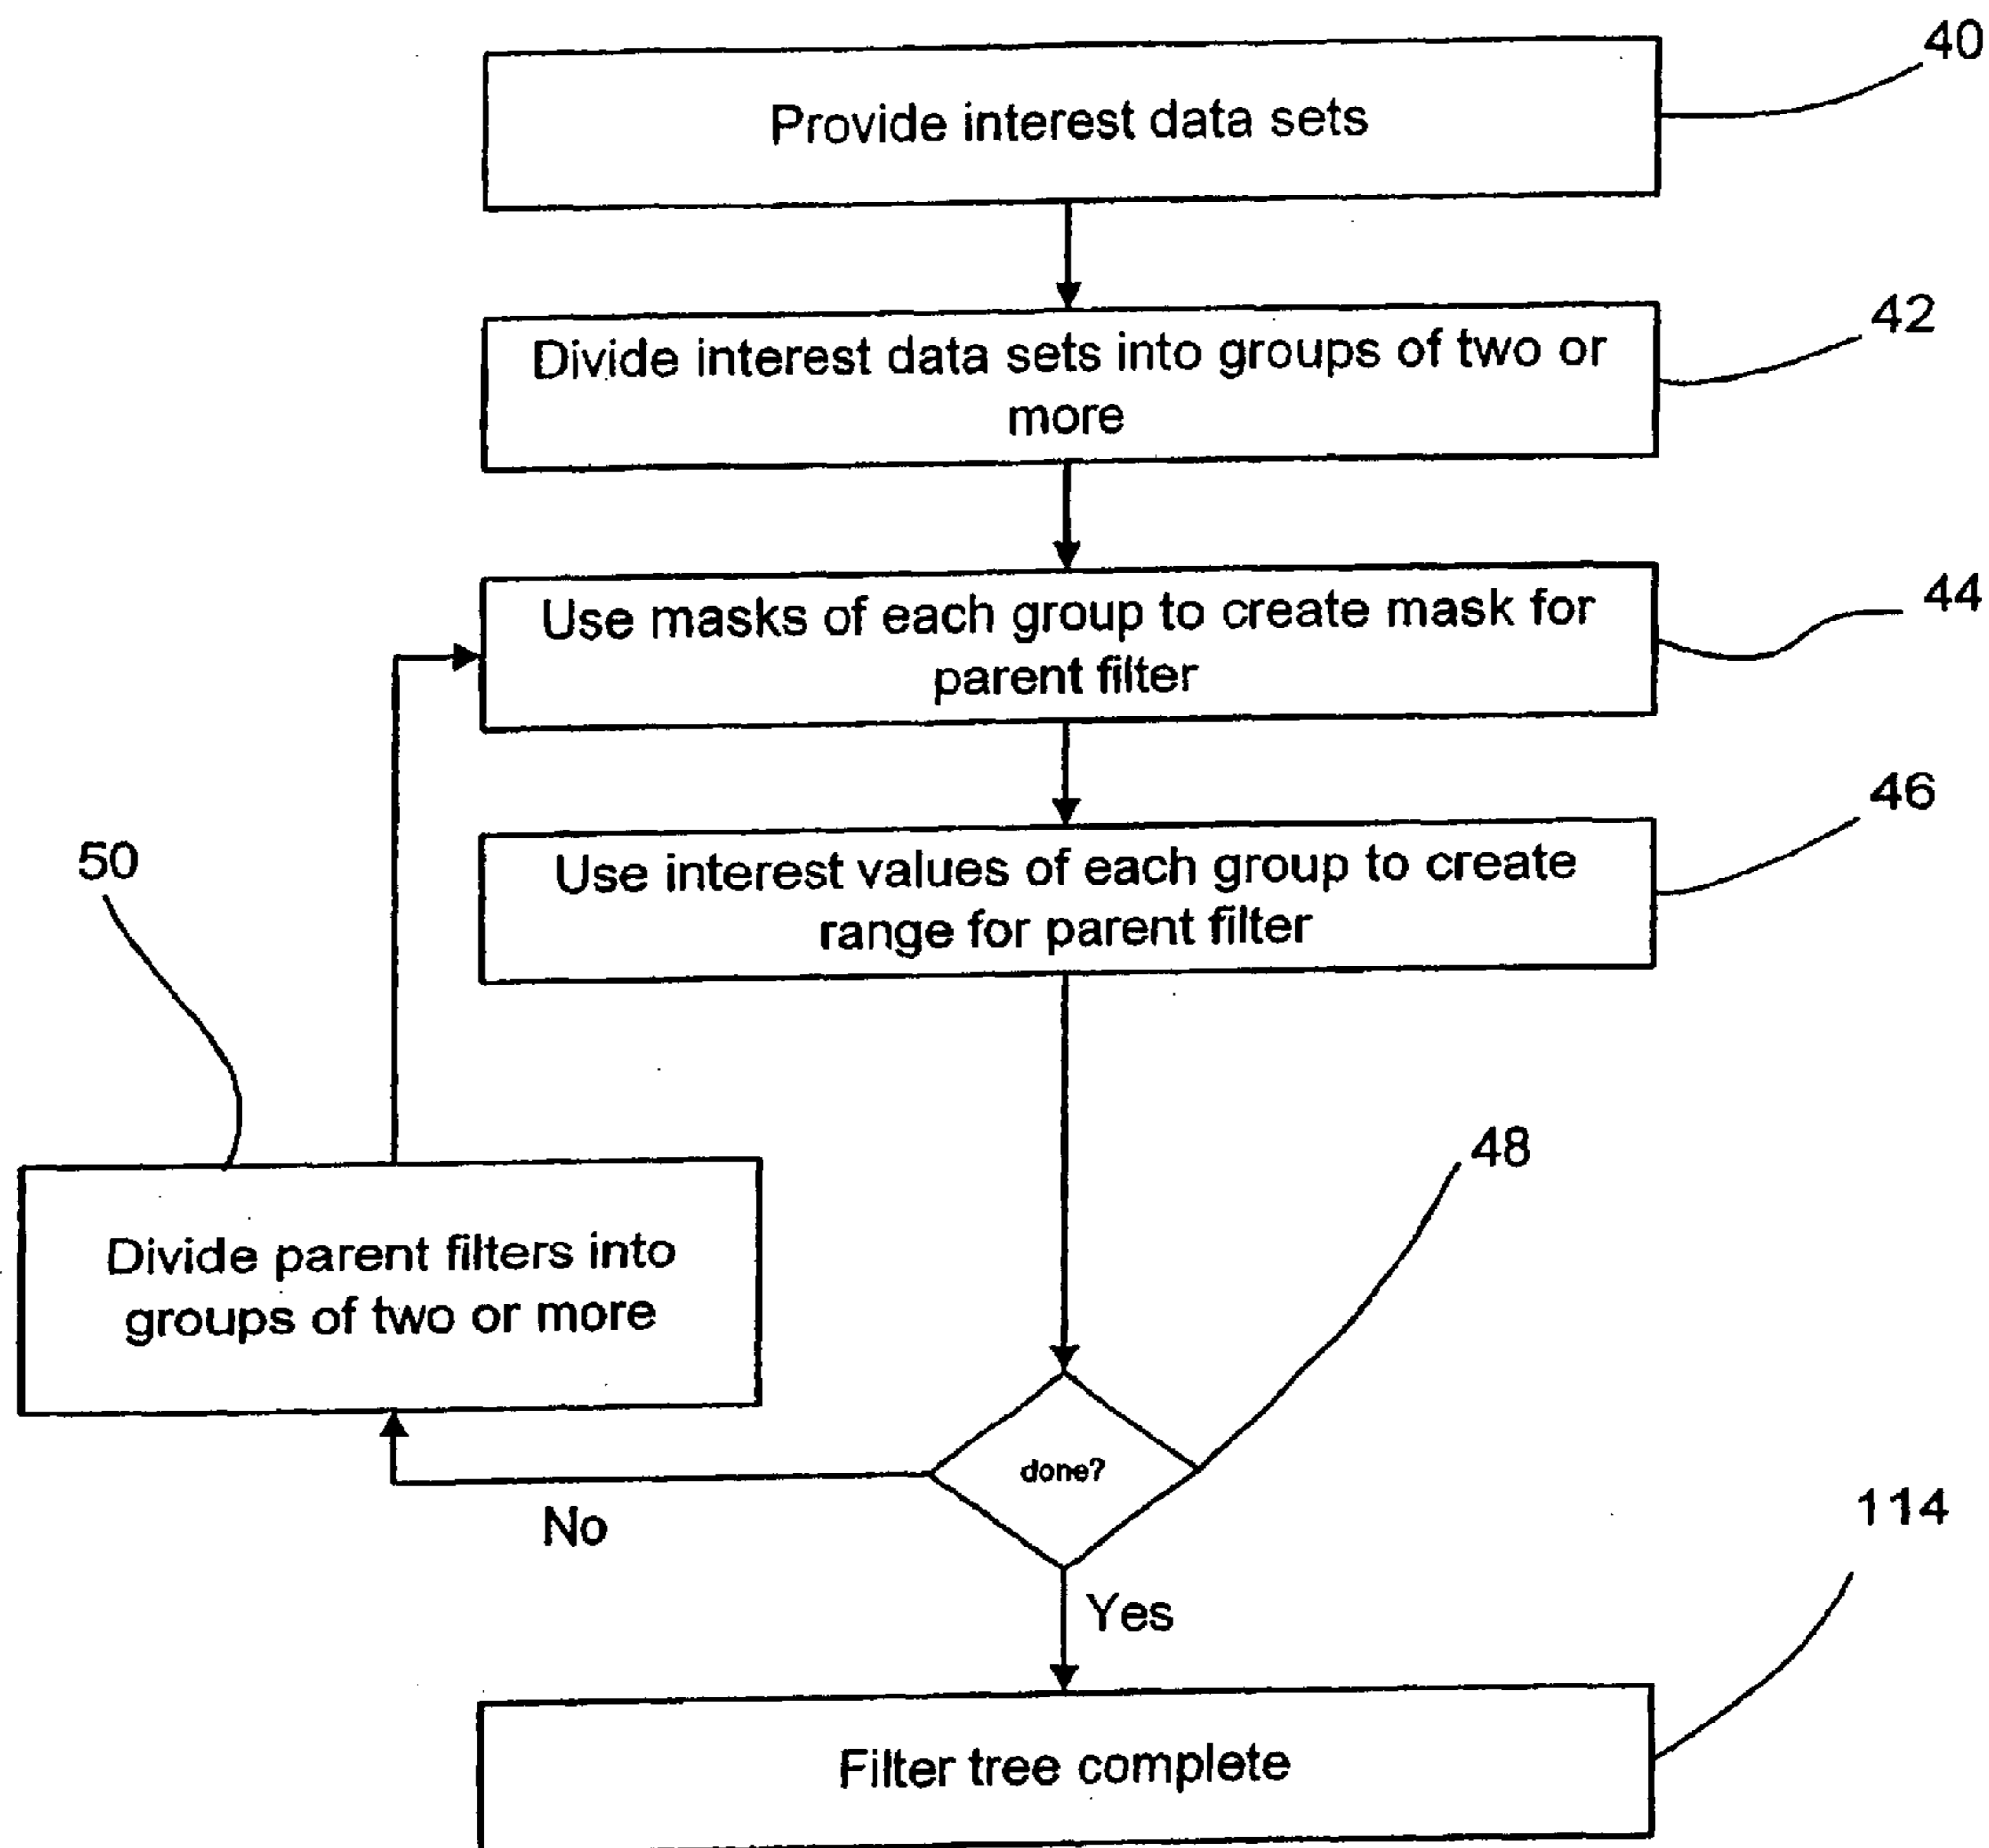 40
Provide interest data sets
42
Divide interest data sets into groups of two or
more
44
Use masks of each group to create mask for
parent filter
46
Use interest values of each group to create
range for parent filter
50
48
Divide parent filters into
groups of two or more
done?
No
114
Yes
Filter tree complete